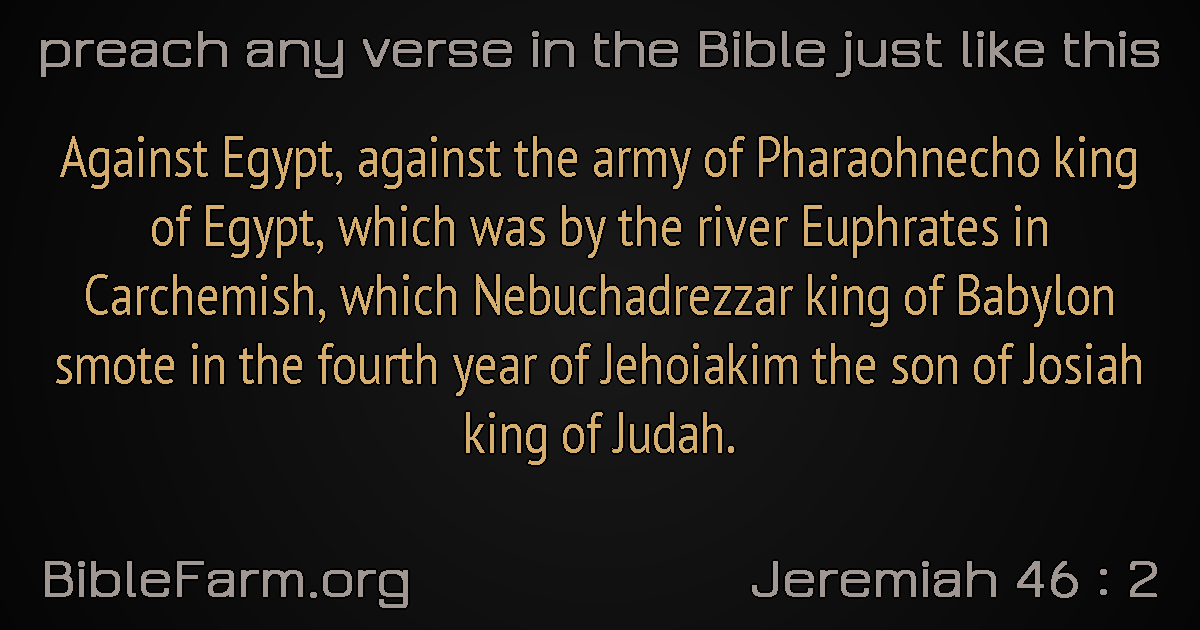 preach any verse in the Bible just like this
Against Egypt, against the army of Pharaohnecho king
of Egypt, which was by the river Euphrates in
Carchemish, which Nebuchadrezzar king of Babylon
smote in the fourth year of Jehoiakim the son of Josiah
king of Judah.
BibleFarm.org
Jeremiah 46 : 2